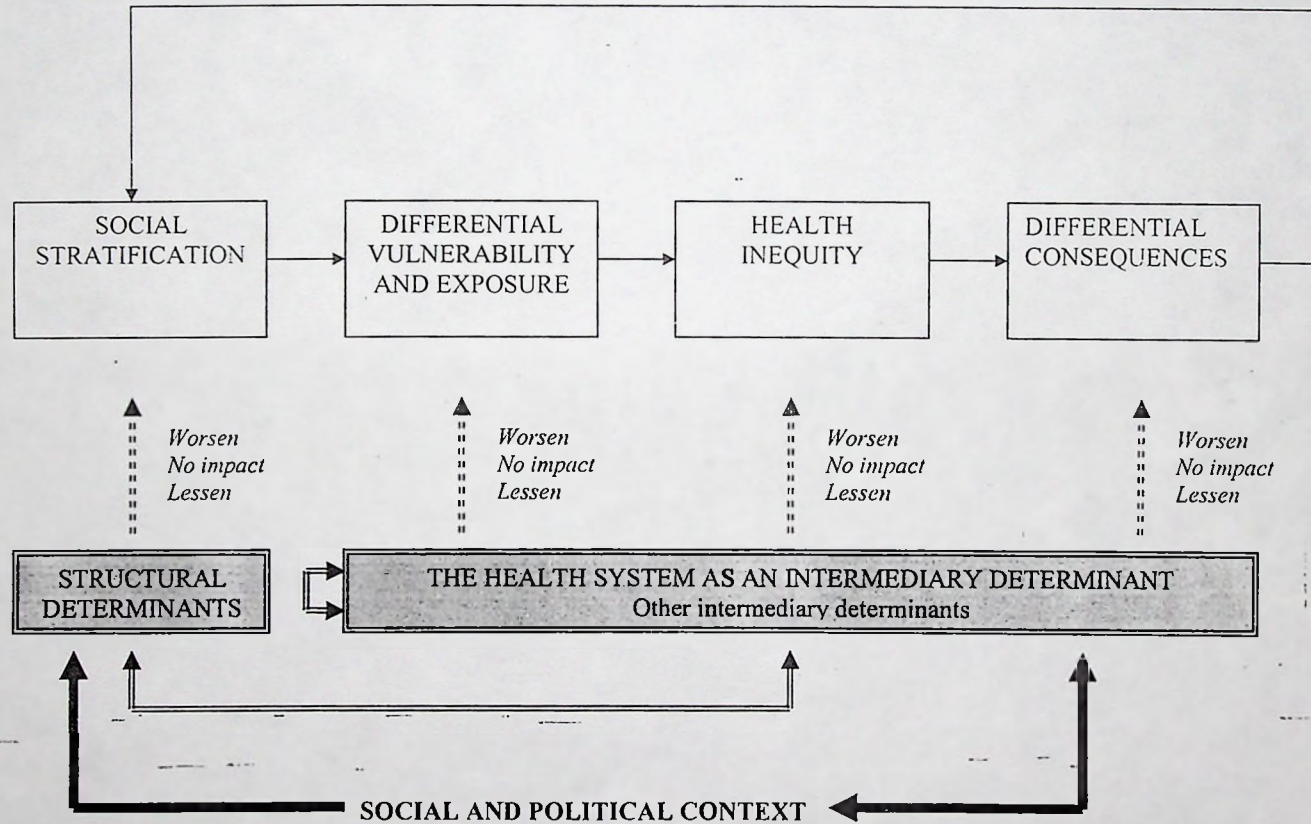 SOCIAL
STRATIFICATION
DIFFERENTIAL
VULNERABILITY
AND EXPOSURE
HEALTH
INEQUITY
DIFFERENTIAL
CONSEQUENCES
Worsen
No impact
Lessen
Worsen
No impact
Lessen
Worsen
No impact
Lessen
Worsen
No impact
Lessen
STRUCTURAL
DETERMINANTS
THE HEALTH SYSTEM AS AN INTERMEDIARY DETERMINANT
Other intermediary determinants
SOCIAL AND POLITICAL CONTEXT